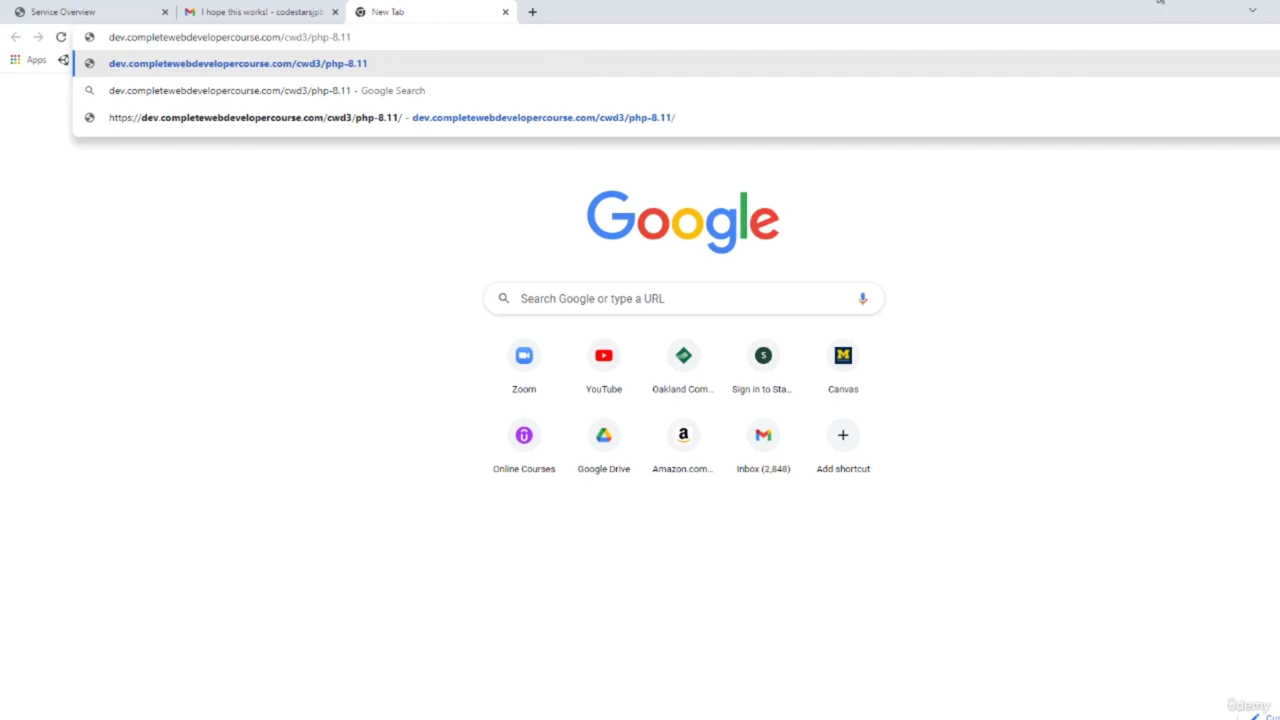 Service Overview
I hope this works! - codestarsjpb
New Tab
dev.completewebdevelopercourse.com/cwd3/php-8.11
Apps
dev.completewebdevelopercourse.com/cwd3/php-8.11
dev.completewebdevelopercourse.com/cwd3/php-8.11 - Google Search
https://dev.completewebdevelopercourse.com/cwd3/php-8.11/ - dev.completewebdevelopercourse.com/cwd3/php-8.11/
Google
Search Google or type a URL
Zoom
YouTube
Oakland Com...
Sign in to Sta...
Canvas
Online Courses
Google Drive
Amazon.com...
Inbox (2,848)
Add shortcut
Udemy